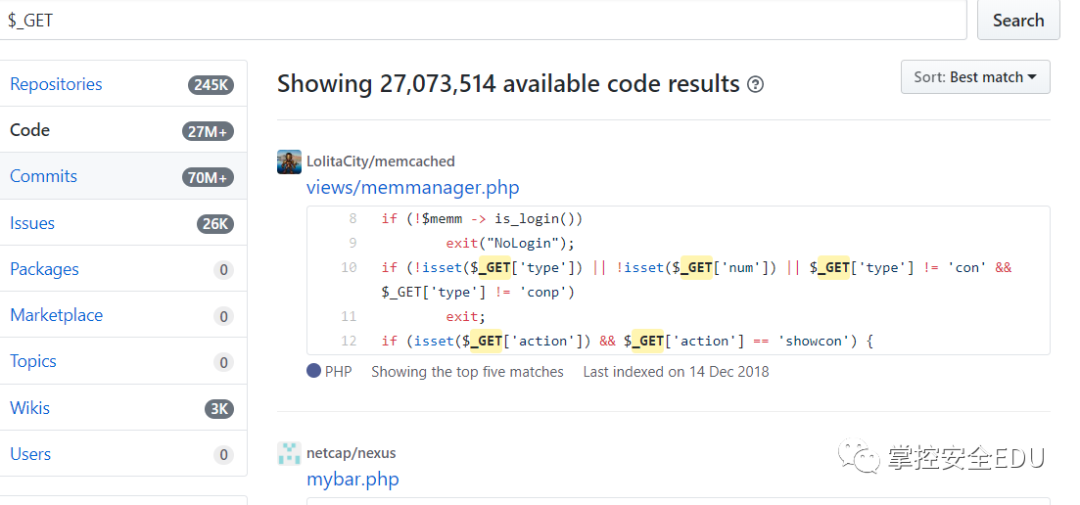 $_GET
Search
Repositories 245K
Code 27M+
Commits 70M+
Issues 26K
Packages 0
Marketplace 0
Topics 0
Wikis 3K
Users 0
Showing 27,073,514 available code results
Sort: Best match
LolitaCity/memcached
views/memmanager.php
8 if (!$memm -> is_login())
9 exit("NoLogin");
10 if (!isset($_GET['type']) || !isset($_GET['num']) || $_GET['type'] != 'con' &&
$_GET['type'] != 'conp')
11 exit;
12 if (isset($_GET['action']) && $_GET['action'] == 'showcon') {
PHP Showing the top five matches Last indexed on 14 Dec 2018
netcap/nexus
mybar.php
掌控安全EDU